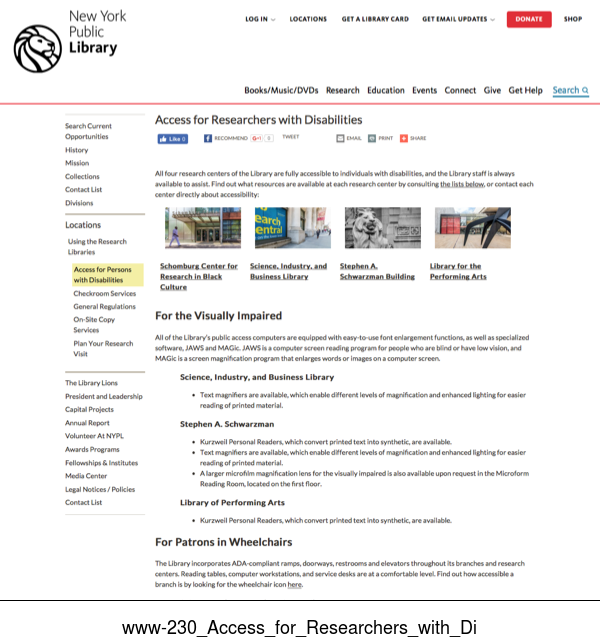 New York
Public
Library
LOG IN
LOCATIONS
GET A LIBRARY CARD
GET EMAIL UPDATES
DONATE
SHOP
Books/Music/DVDs Research Education Events Connect Give Get Help Search
Search Current
Opportunities
History
Mission
Collections
Contact List
Divisions
Locations
Using the Research
Libraries
Access for Persons
with Disabilities
Checkroom Services
General Regulations
On-Site Copy
Services
Plan Your Research
Visit
The Library Lions
President and Leadership
Capital Projects
Annual Report
Volunteer At NYPL
Awards Programs
Fellowships & Institutes
Media Center
Legal Notices / Policies
Contact List
Access for Researchers with Disabilities
Like 0 RECOMMEND G+1 0 TWEET EMAIL PRINT SHARE
All four research centers of the Library are fully accessible to individuals with disabilities, and the Library staff is always
available to assist. Find out what resources are available at each research center by consulting the lists below, or contact each
center directly about accessibility:
earch
entral
Schomburg Center for
Research in Black
Culture
Science, Industry, and
Business Library
Stephen A.
Schwarzman Building
Library for the
Performing Arts
For the Visually Impaired
All of the Library's public access computers are equipped with easy-to-use font enlargement functions, as well as specialized
software, JAWS and MAGic. JAWS is a computer screen reading program for people who are blind or have low vision, and
MAGic is a screen magnification program that enlarges words or images on a computer screen.
Science, Industry, and Business Library
• Text magnifiers are available, which enable different levels of magnification and enhanced lighting for easier
reading of printed material.
Stephen A. Schwarzman
• Kurzweil Personal Readers, which convert printed text into synthetic, are available.
• Text magnifiers are available, which enable different levels of magnification and enhanced lighting for easier
reading of printed material.
• A larger microfilm magnification lens for the visually impaired is also available upon request in the Microform
Reading Room, located on the first floor.
Library of Performing Arts
• Kurzweil Personal Readers, which convert printed text into synthetic, are available.
For Patrons in Wheelchairs
The Library incorporates ADA-compliant ramps, doorways, restrooms and elevators throughout its branches and research
centers. Reading tables, computer workstations, and service desks are at a comfortable level. Find out how accessible a
branch is by looking for the wheelchair icon here.
www-230_Access_for_Researchers_with_Di